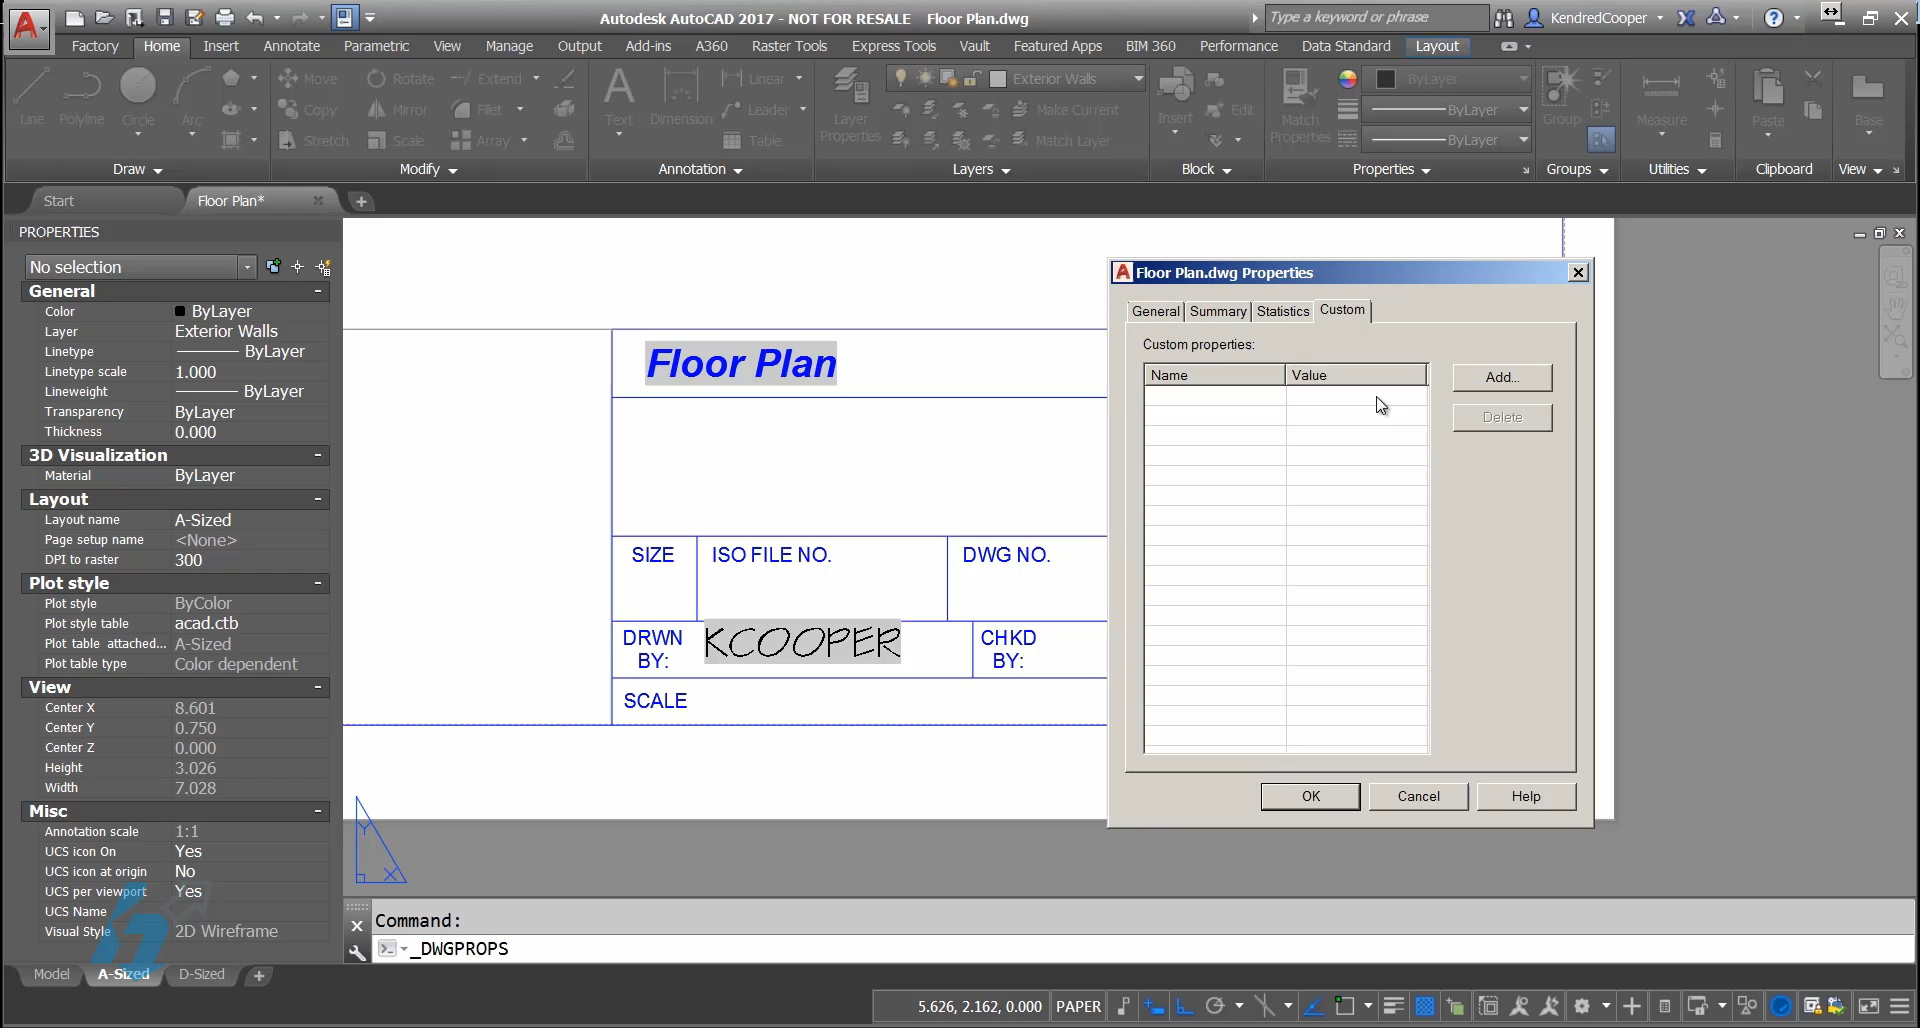 Autodesk AutoCAD 2017 - NOT FOR RESALE Floor Plan.dwg
Type a keyword or phrase
KendredCooper
Factory Home Insert Annotate Parametric View Manage Output Add-ins A360 Raster Tools Express Tools Vault Featured Apps BIM 360 Performance Data Standard Layout
Line Polyline Circle Arc
Move Rotate Extend
Copy Mirror Fillet
Stretch Scale Array
Text Dimension
Linear
Leader
Table
Layer Properties
Exterior Walls
Make Current
Match Layer
Insert
Edit
Match Properties
ByLayer
ByLayer
ByLayer
Group
Measure
Paste
Base
Draw Modify Annotation Layers Block Properties Groups Utilities Clipboard View
Start Floor Plan*
PROPERTIES
No selection
General
Color ByLayer
Layer Exterior Walls
Linetype ByLayer
Linetype scale 1.000
Lineweight ByLayer
Transparency ByLayer
Thickness 0.000
3D Visualization
Material ByLayer
Layout
Layout name A-Sized
Page setup name <None>
DPI to raster 300
Plot style
Plot style ByColor
Plot style table acad.ctb
Plot table attached... A-Sized
Plot table type Color dependent
View
Center X 8.601
Center Y 0.750
Center Z 0.000
Height 3.026
Width 7.028
Misc
Annotation scale 1:1
UCS icon On Yes
UCS icon at origin No
UCS per viewport Yes
UCS Name
Visual Style 2D Wireframe
Floor Plan
SIZE ISO FILE NO. DWG NO.
DRWN BY: KCOOPER CHKD BY:
SCALE
Y
X
Floor Plan.dwg Properties
General Summary Statistics Custom
Custom properties:
Name Value
Add...
Delete
OK Cancel Help
Command:
_DWGPROPS
Model A-Sized D-Sized
5.626, 2.162, 0.000 PAPER